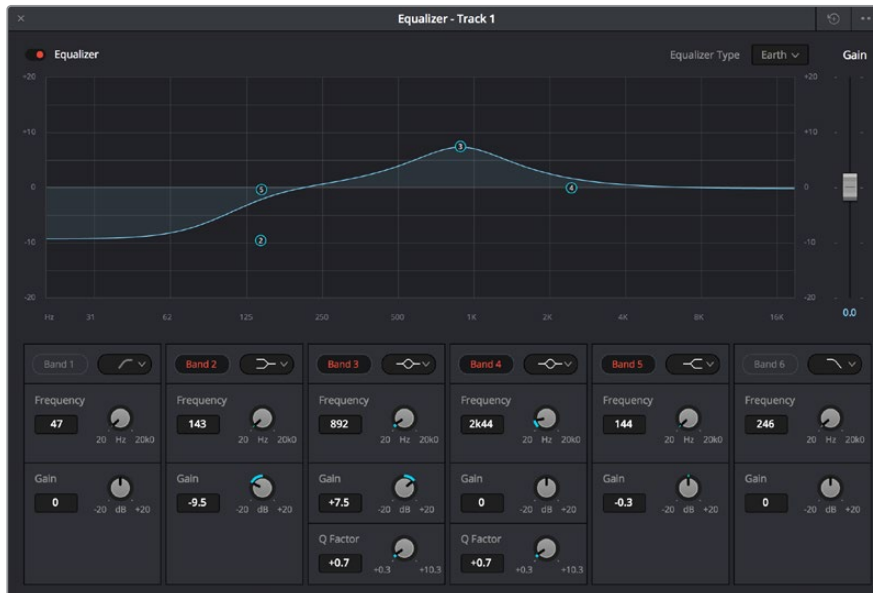 Equalizer - Track 1
Equalizer
Equalizer Type Earth Gain
+20 +20
+10 +10
0 0
-10 -10
-20 -20
Hz 31 62 125 250 500 1K 2K 4K 8K 16K 0.0
5
3
4
2
Band 1 Band 2 Band 3 Band 4 Band 5 Band 6
Frequency Frequency Frequency Frequency Frequency Frequency
47 143 892 2k44 144 246
20 Hz 20k0 20 Hz 20k0 20 Hz 20k0 20 Hz 20k0 20 Hz 20k0 20 Hz 20k0
Gain Gain Gain Gain Gain Gain
0 -9.5 +7.5 0 -0.3 0
-20 dB +20 -20 dB +20 -20 dB +20 -20 dB +20 -20 dB +20 -20 dB +20
Q Factor Q Factor
+0.7 +0.7
+0.3 +10.3 +0.3 +10.3